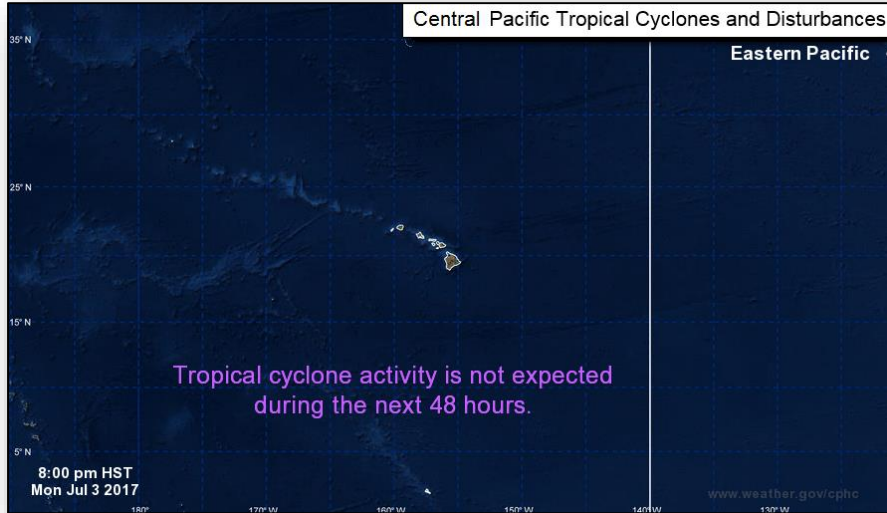 Central Pacific Tropical Cyclones and Disturbances
35° N
Eastern Pacific
25° N
15° N
Tropical cyclone activity is not expected
during the next 48 hours.
5° N
8:00 pm HST
Mon Jul 3 2017
www.weather.gov/cphc
180°
170° W
160° W
150° W
140° W
130° W